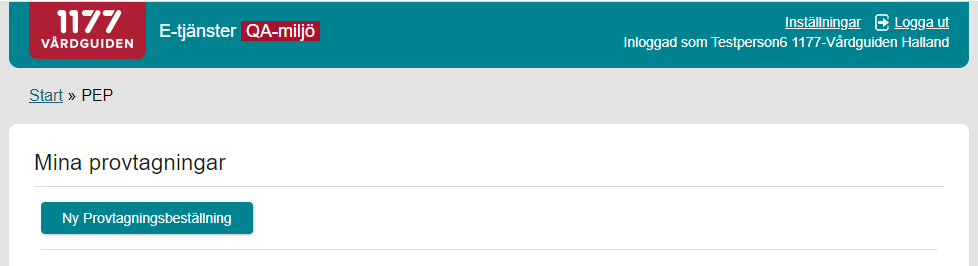 1177
VÅRDGUIDEN
E-tjänster QA-miljö
Inställningar Logga ut
Inloggad som Testperson6 1177-Vårdguiden Halland
Start » PEP
Mina provtagningar
Ny Provtagningsbeställning